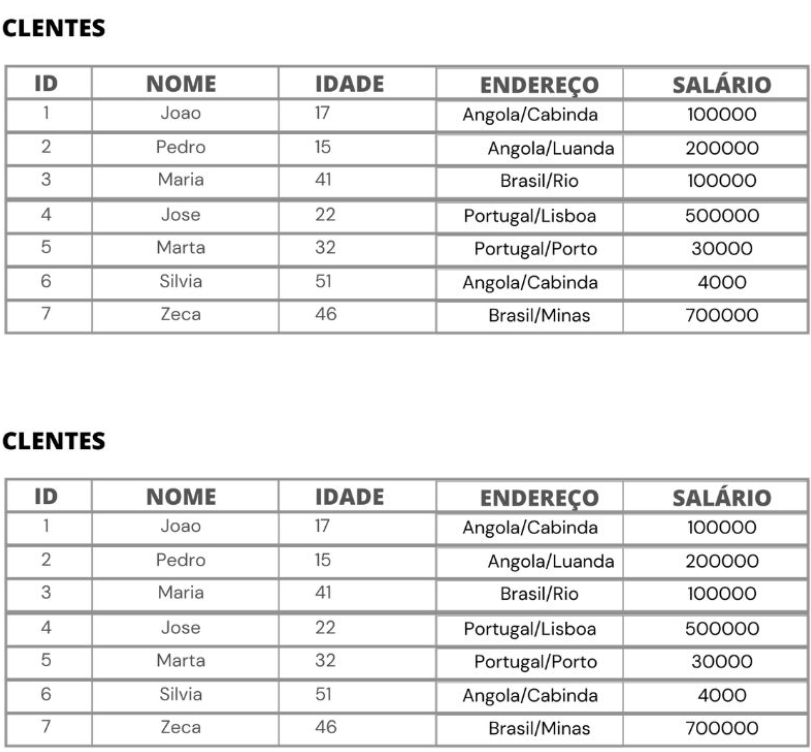 CLENTES
ID NOME IDADE ENDEREÇO SALÁRIO
1 Joao 17 Angola/Cabinda 100000
2 Pedro 15 Angola/Luanda 200000
3 Maria 41 Brasil/Rio 100000
4 Jose 22 Portugal/Lisboa 500000
5 Marta 32 Portugal/Porto 30000
6 Silvia 51 Angola/Cabinda 4000
7 Zeca 46 Brasil/Minas 700000
CLENTES
ID NOME IDADE ENDEREÇO SALÁRIO
1 Joao 17 Angola/Cabinda 100000
2 Pedro 15 Angola/Luanda 200000
3 Maria 41 Brasil/Rio 100000
4 Jose 22 Portugal/Lisboa 500000
5 Marta 32 Portugal/Porto 30000
6 Silvia 51 Angola/Cabinda 4000
7 Zeca 46 Brasil/Minas 700000